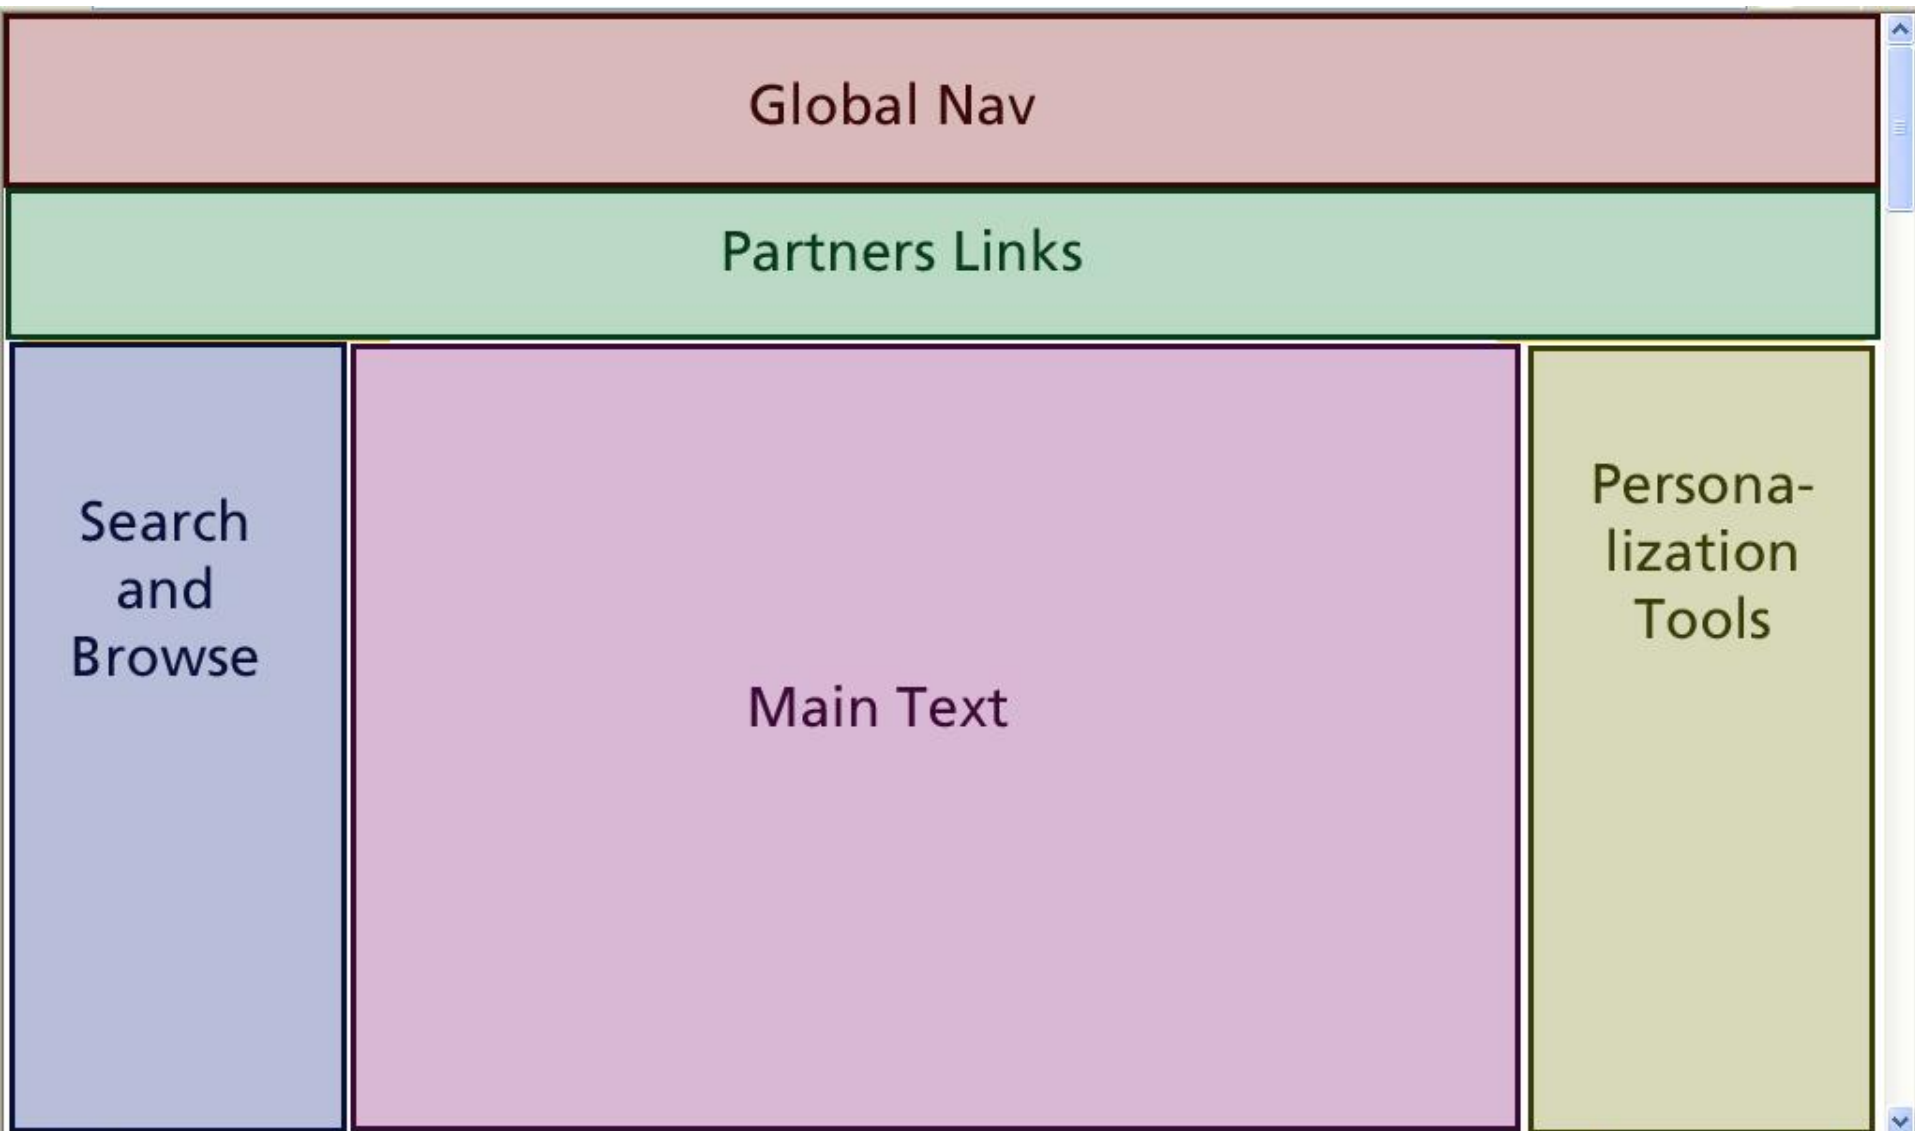 Global Nav
Partners Links
Search
and
Browse
Main Text
Persona-
lization
Tools